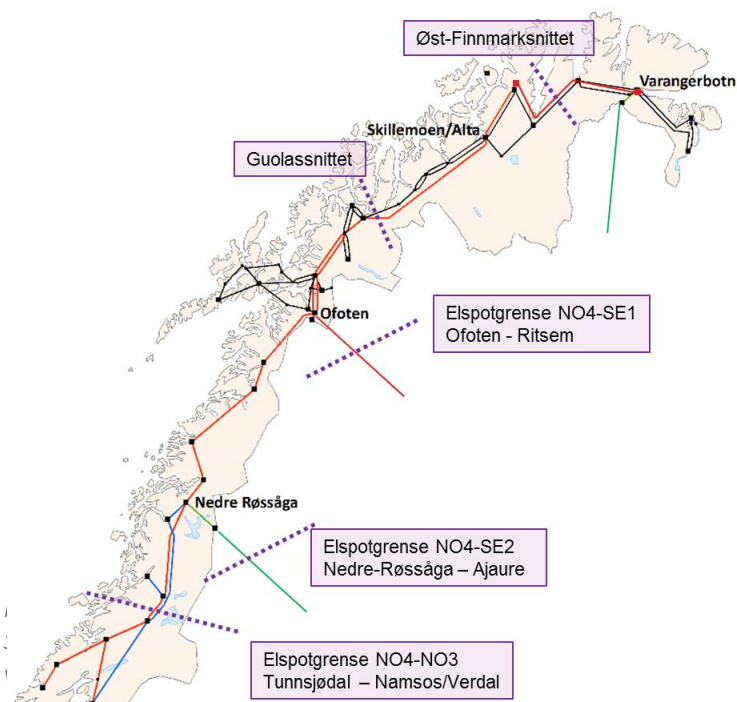 Øst-Finnmarksnittet
Varangerbotn
Skillemoen/Alta
Guolassnittet
Ofoten
Elspotgrense NO4-SE1
Ofoten - Ritsem
Nedre Røssåga
Elspotgrense NO4-SE2
Nedre-Røssåga – Ajaure
Elspotgrense NO4-NO3
Tunnsjødal – Namsos/Verdal